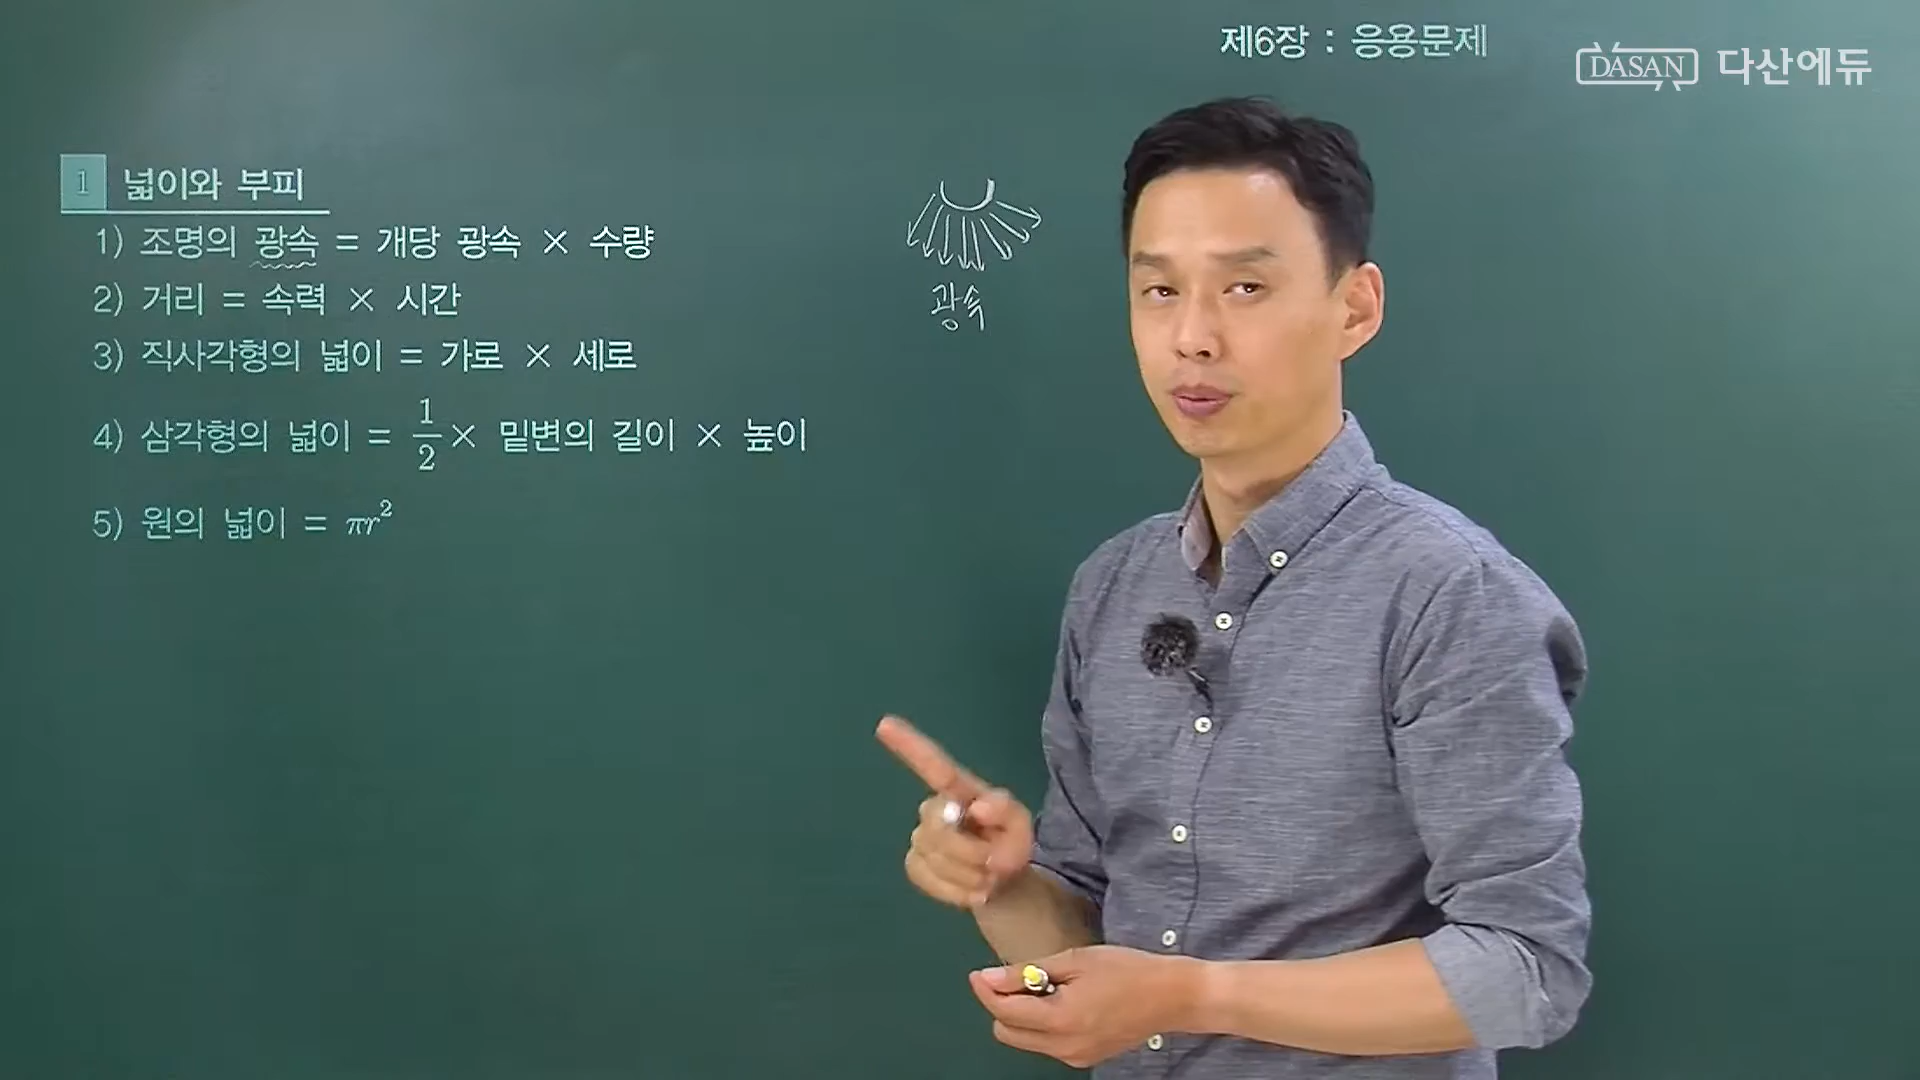 제6장 : 응용문제
DASAN 다산에듀
1 넓이와 부피
1) 조명의 광속 = 개당 광속 × 수량
2) 거리 = 속력 × 시간
3) 직사각형의 넓이 = 가로 × 세로
4) 삼각형의 넓이 = 1/2 × 밑변의 길이 × 높이
5) 원의 넓이 = πr²
광속